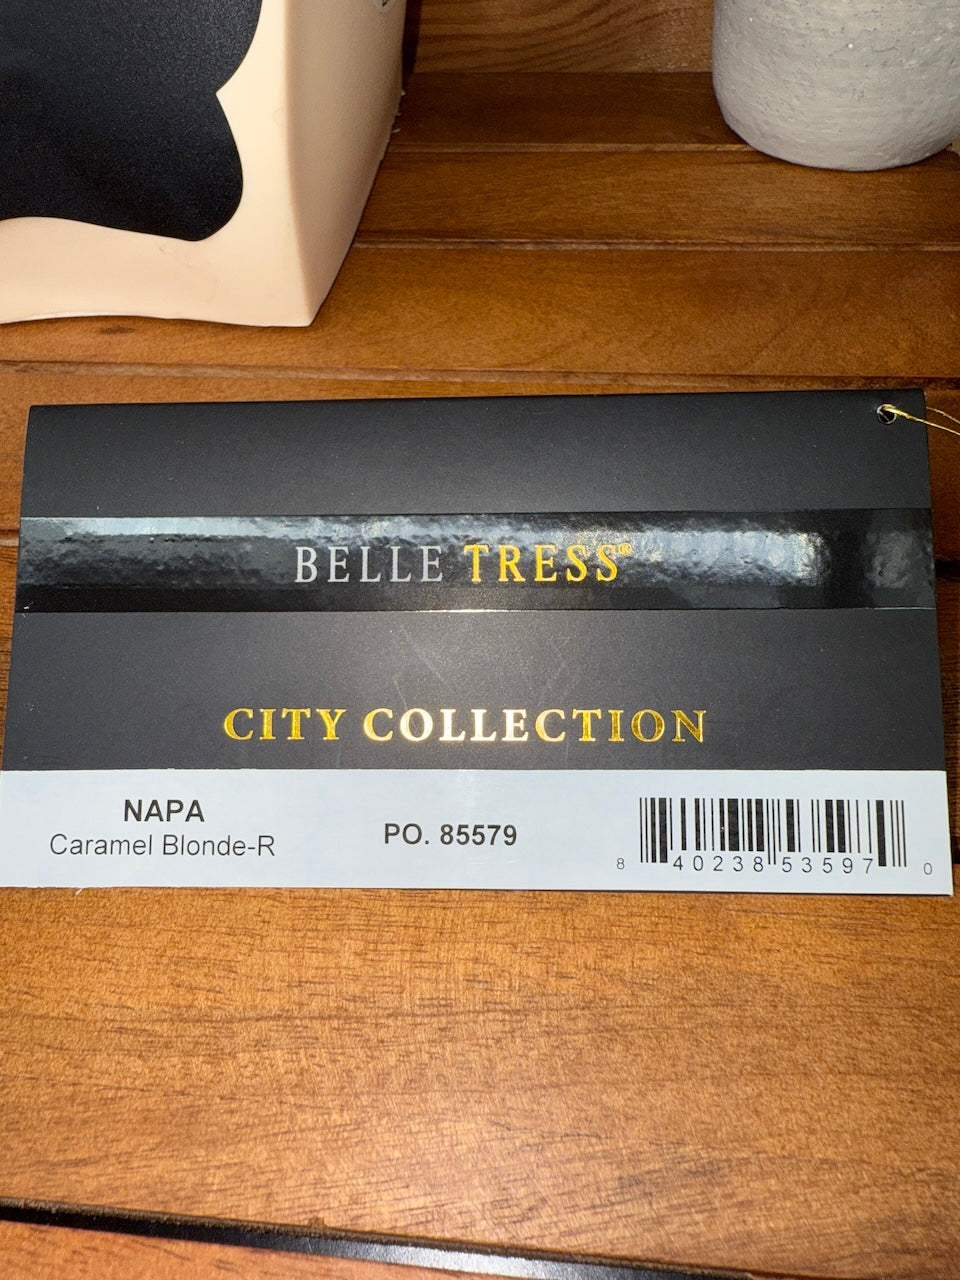 BELLE TRESS®
CITY COLLECTION
NAPA
Caramel Blonde-R
PO. 85579
8 40238 53597 0